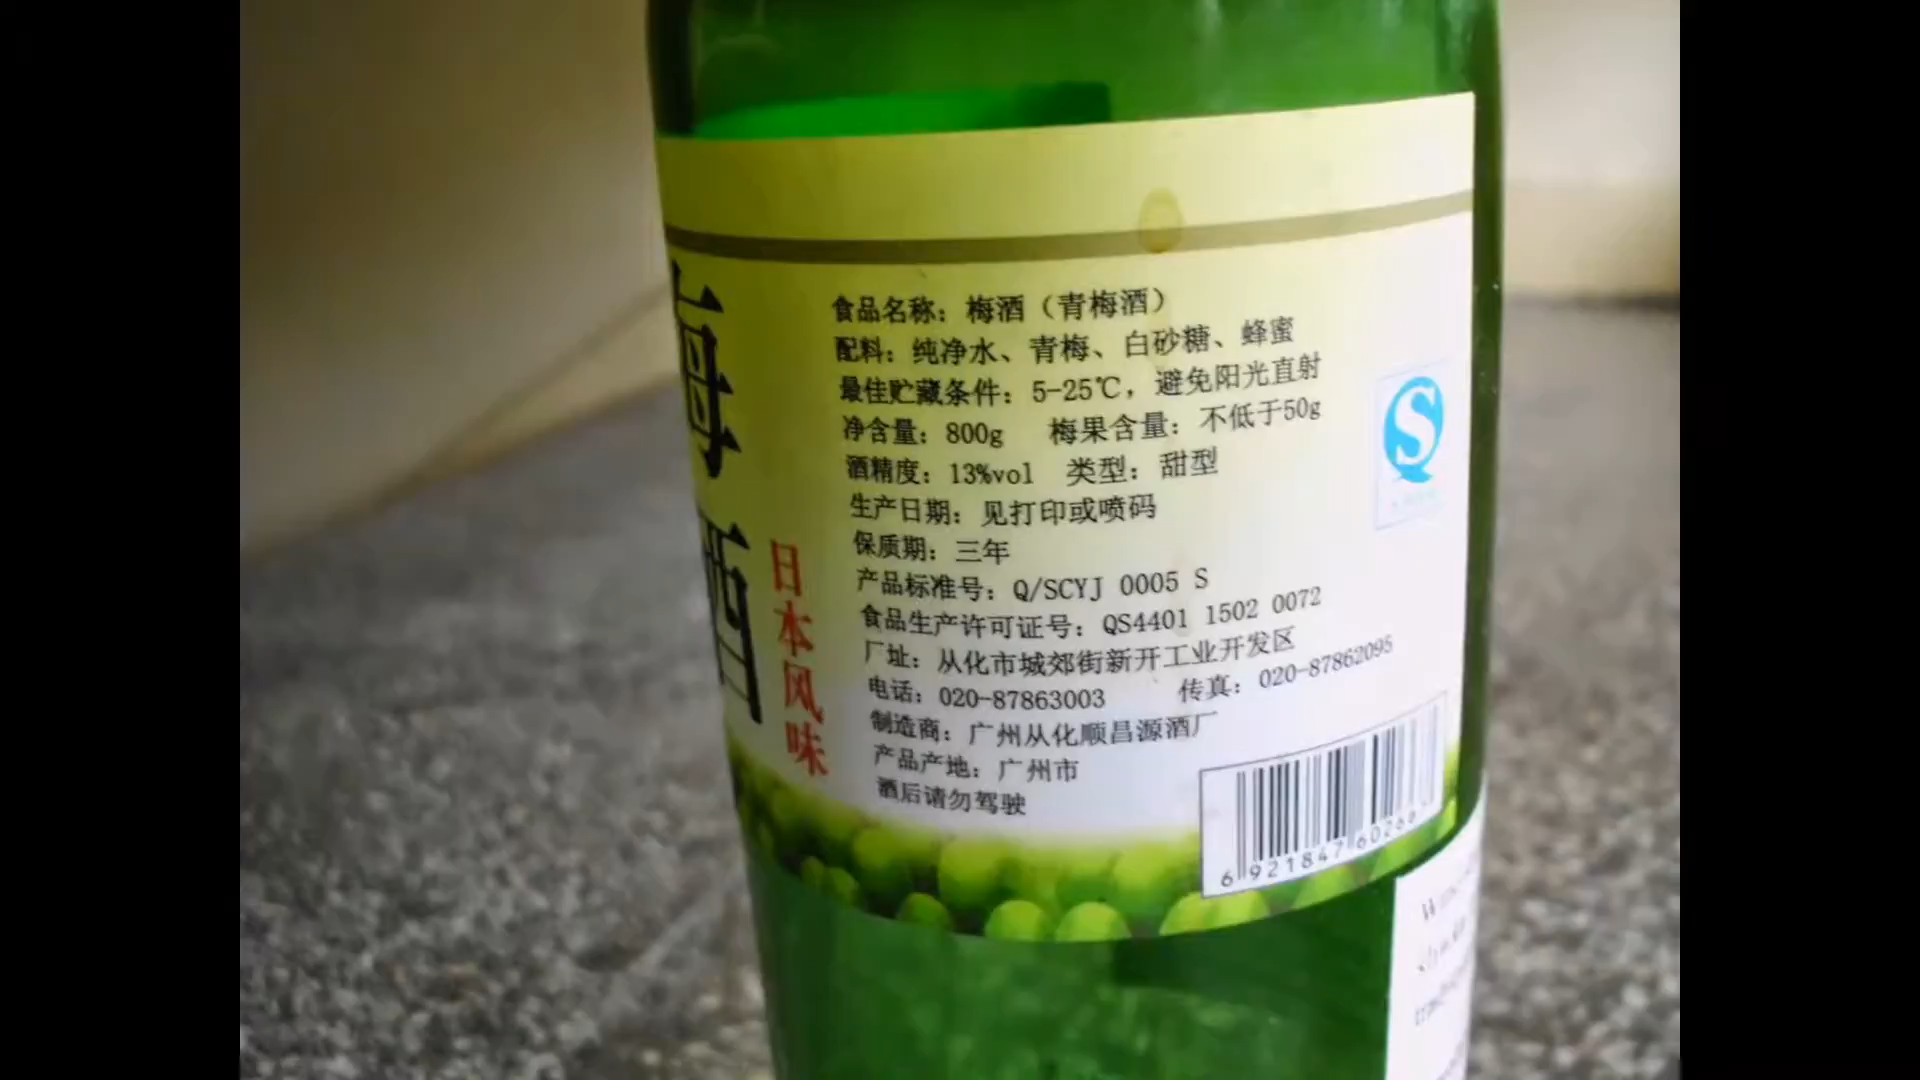 梅酒
日本风味
食品名称：梅酒（青梅酒）
配料：纯净水、青梅、白砂糖、蜂蜜
最佳贮藏条件：5-25℃，避免阳光直射
净含量：800g 梅果含量：不低于50g
酒精度：13%vol 类型：甜型
生产日期：见打印或喷码
保质期：三年
产品标准号：Q/SCYJ 0005 S
食品生产许可证号：QS4401 1502 0072
厂址：从化市城郊街新开工业开发区
电话：020-87863003 传真：020-87862095
制造商：广州从化顺昌源酒厂
产品产地：广州市
酒后请勿驾驶
6 921847 60266